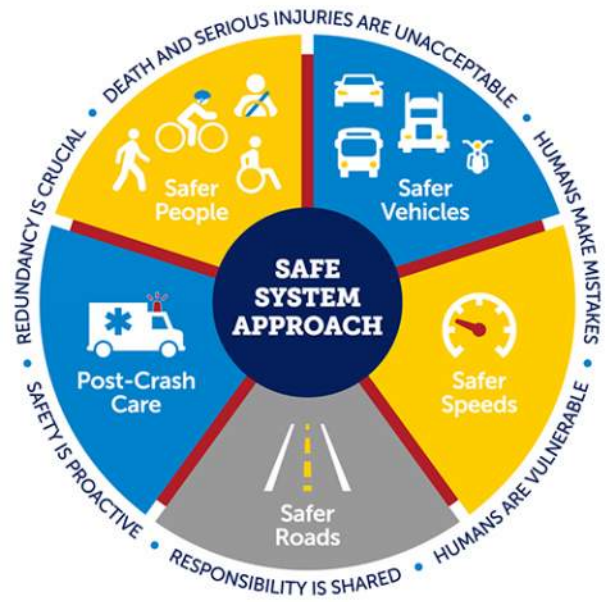 DEATH AND SERIOUS INJURIES ARE UNACCEPTABLE
HUMANS MAKE MISTAKES
HUMANS ARE VULNERABLE
RESPONSIBILITY IS SHARED
SAFETY IS PROACTIVE
REDUNDANCY IS CRUCIAL
Safer
People
Safer
Vehicles
SAFE
SYSTEM
APPROACH
Post-Crash
Care
Safer
Speeds
Safer
Roads